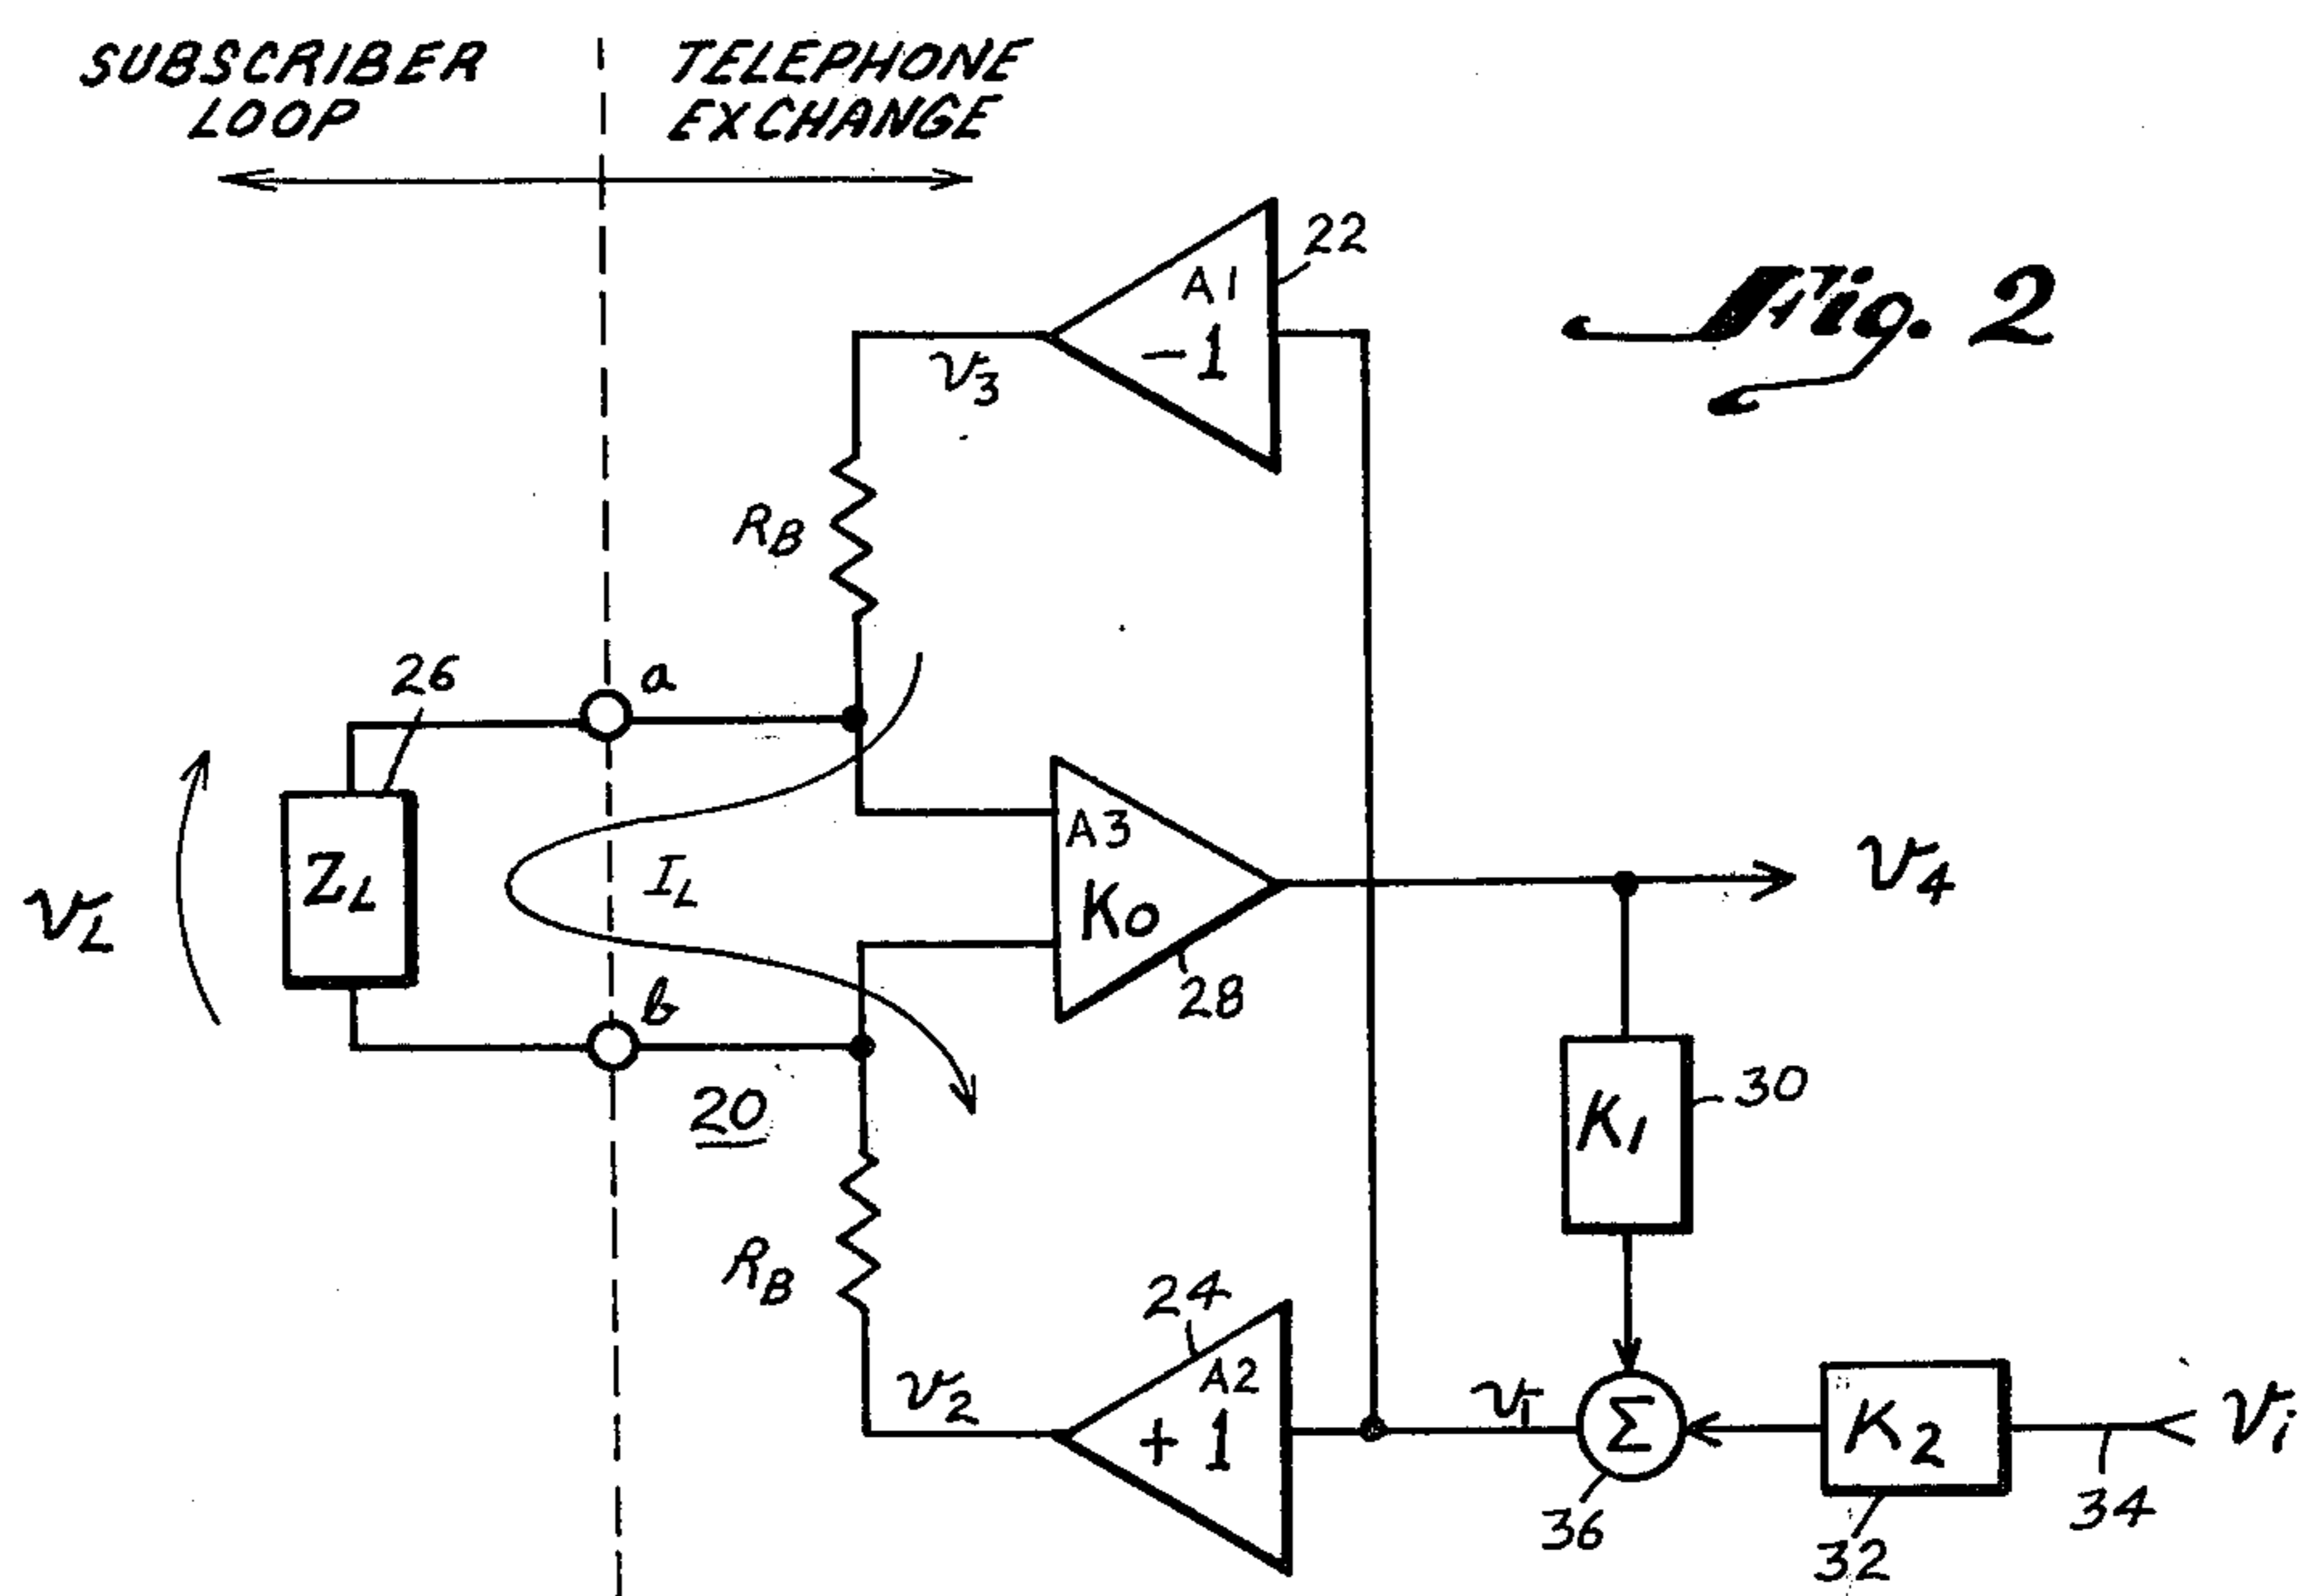 SUBSCRIBER
LOOP
TELEPHONE
EXCHANGE
Fig. 2
22
A1
-1
v3
RB
26
a
A3
K0
ZL
IL
vL
v4
28
b
20
30
K1
RB
24
A2
+1
v2
v1
Σ
K2
vi
36
32
34